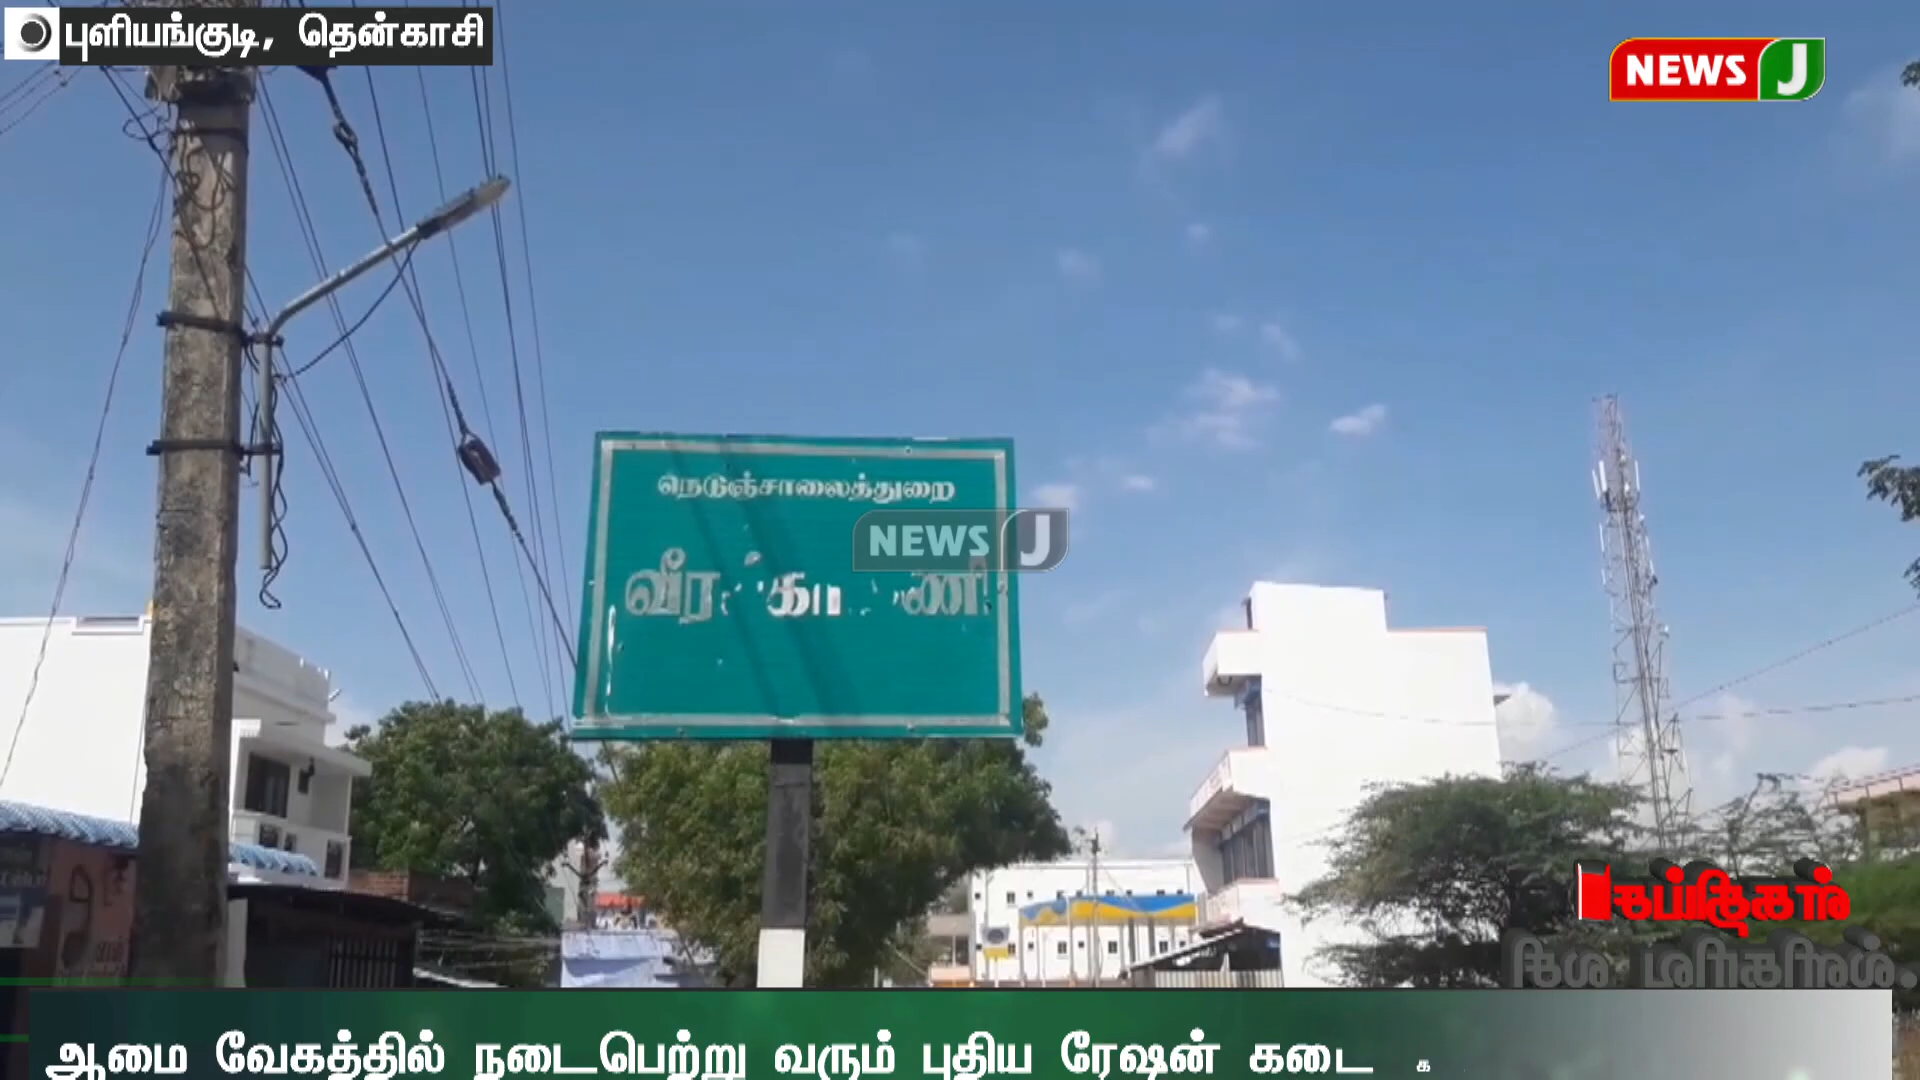 புளியங்குடி, தென்காசி
NEWS J
நெடுஞ்சாலைத்துறை
NEWS J
ஆமை வேகத்தில் நடைபெற்று வரும் புதிய ரேஷன் கடை க